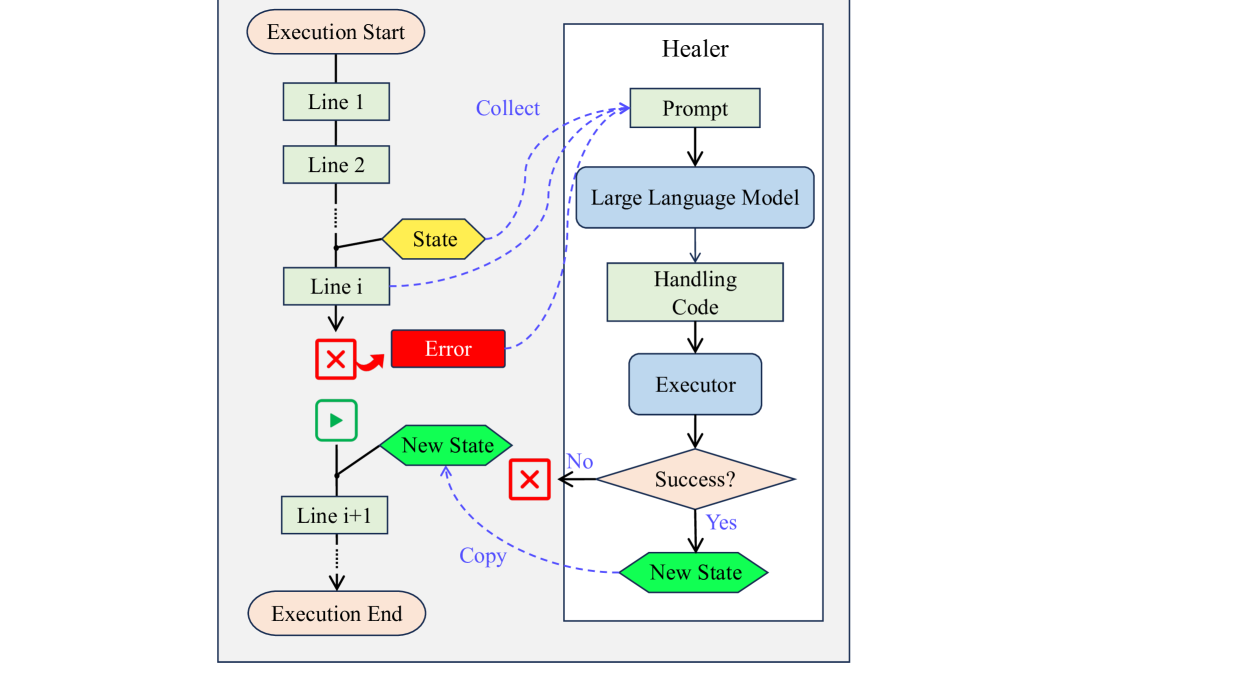 Execution Start
Line 1
Line 2
State
Line i
Error
New State
Line i+1
Execution End
Collect
Copy
Healer
Prompt
Large Language Model
Handling
Code
Executor
Success?
No
Yes
New State